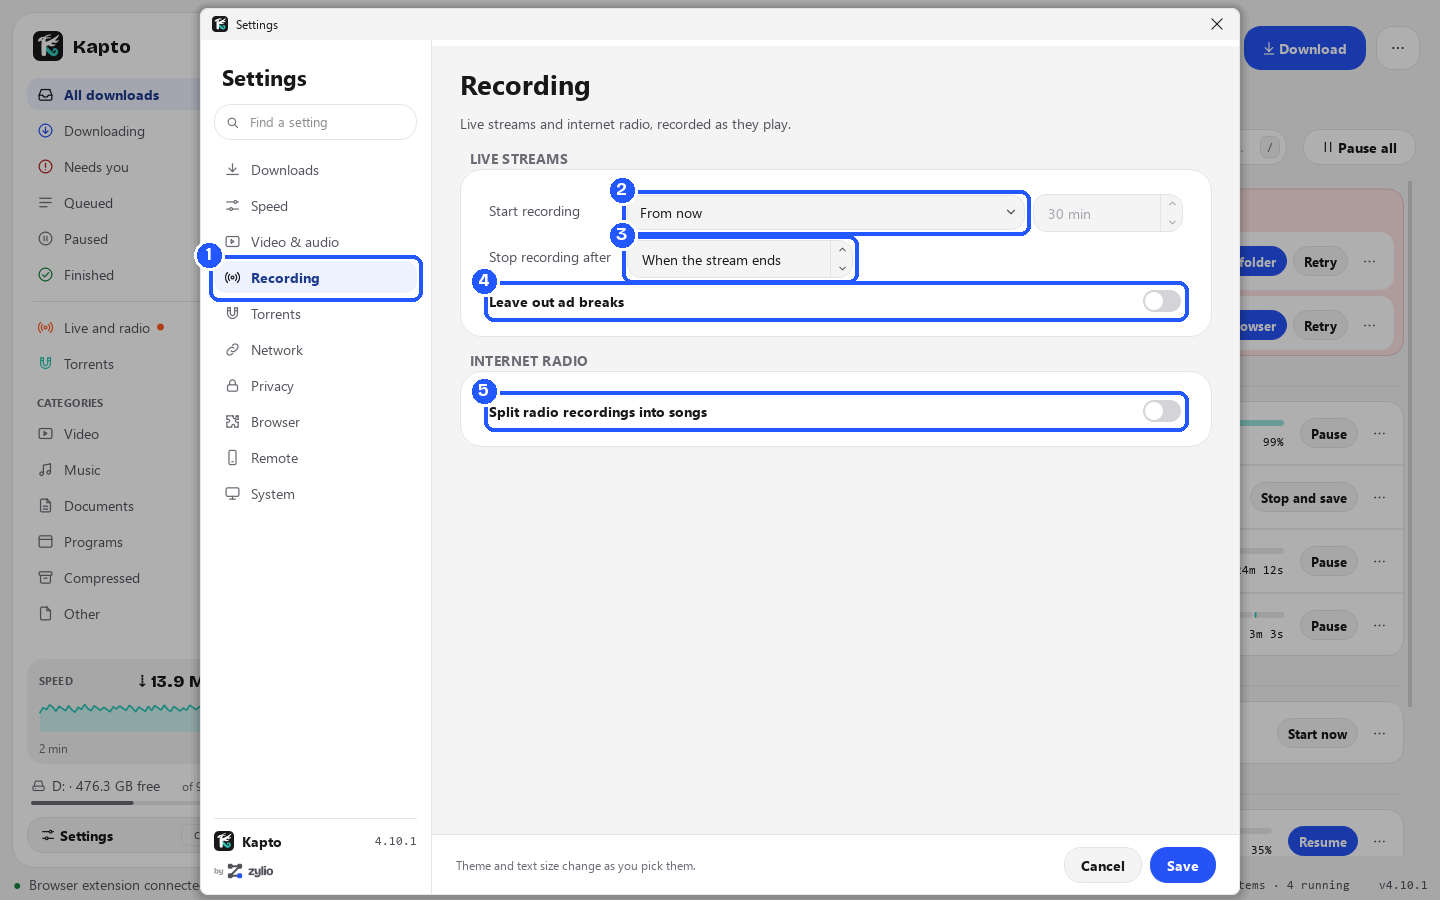 Settings
Kapto
Download
All downloads
Downloading
Needs you
Queued
Paused
Finished
Live and radio
Torrents
CATEGORIES
Video
Music
Documents
Programs
Compressed
Other
SPEED
13.9 M
2 min
D: · 476.3 GB free
of 9
Settings
Browser extension connecte
Settings
Find a setting
Downloads
Speed
Video & audio
1
Recording
Torrents
Network
Privacy
Browser
Remote
System
Kapto 4.10.1
by zylio
Recording
Live streams and internet radio, recorded as they play.
LIVE STREAMS
2
Start recording From now 30 min
3
Stop recording after When the stream ends
4
Leave out ad breaks
INTERNET RADIO
5
Split radio recordings into songs
Theme and text size change as you pick them.
Cancel Save
/
Pause all
folder Retry
owser Retry
Pause
99%
Stop and save
Pause
4m 12s
Pause
3m 3s
Start now
Resume
35%
tems · 4 running v4.10.1